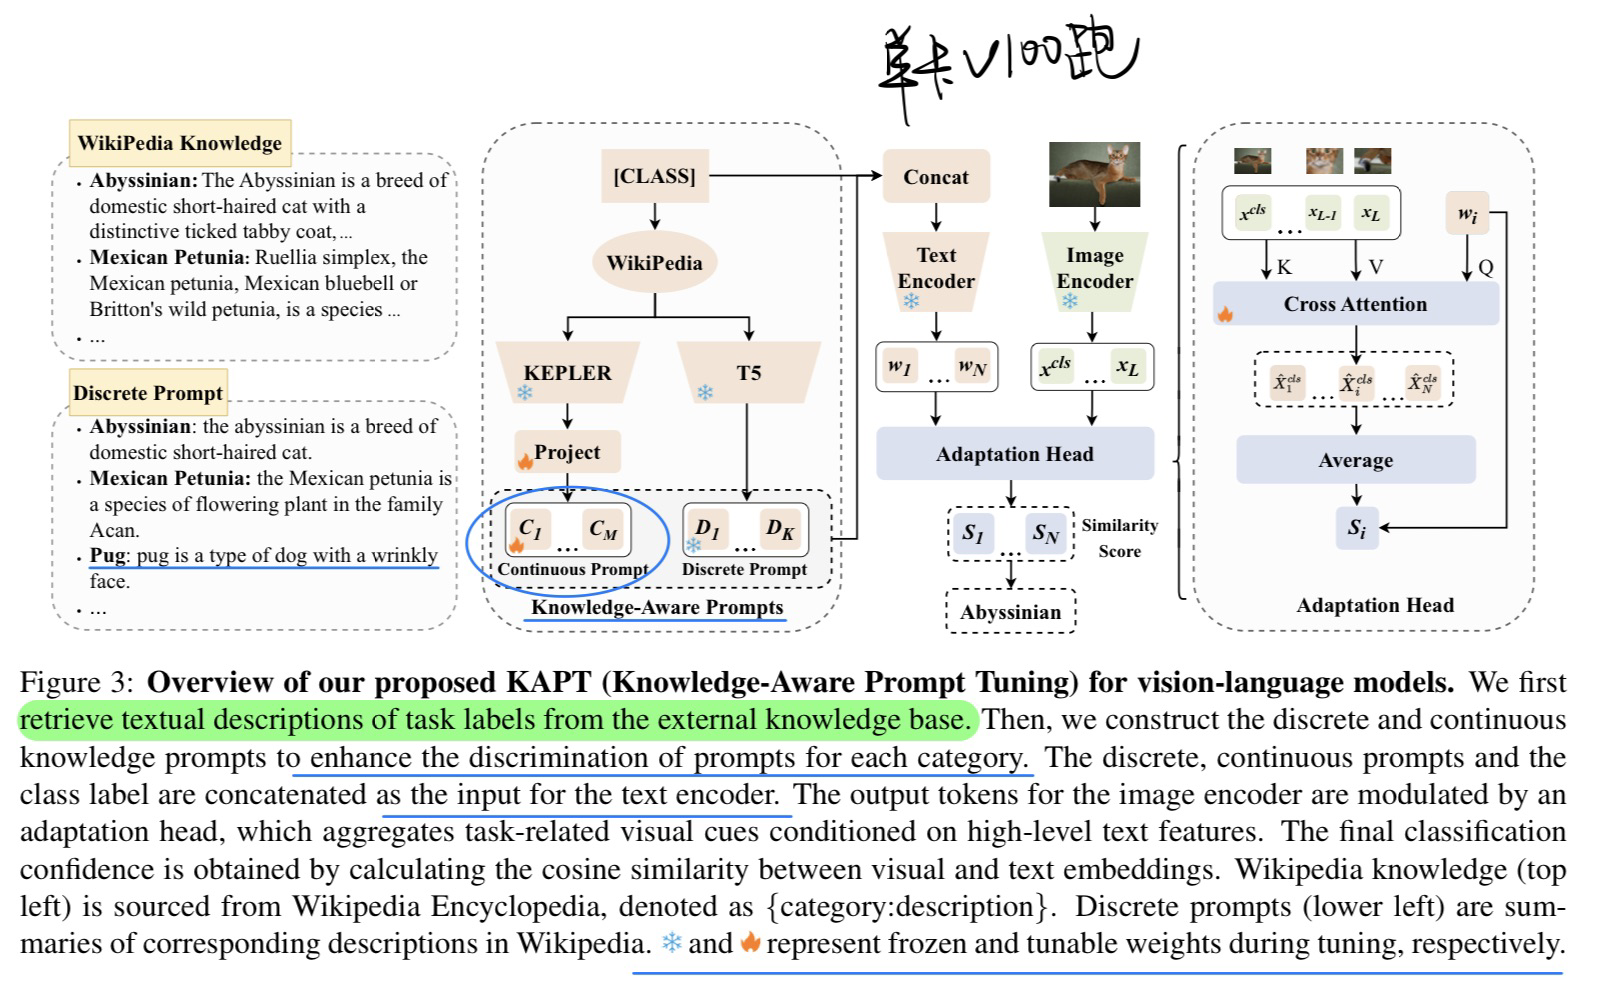 单卡V100跑
WikiPedia Knowledge
• Abyssinian: The Abyssinian is a breed of
domestic short-haired cat with a
distinctive ticked tabby coat,...
• Mexican Petunia: Ruellia simplex, the
Mexican petunia, Mexican bluebell or
Britton's wild petunia, is a species ...
• ...
Discrete Prompt
• Abyssinian: the abyssinian is a breed of
domestic short-haired cat.
• Mexican Petunia: the Mexican petunia is
a species of flowering plant in the family
Acan.
• Pug: pug is a type of dog with a wrinkly
face.
• ...
[CLASS]
WikiPedia
KEPLER
T5
Project
C₁ ... C_M
D₁ ... D_K
Continuous Prompt
Discrete Prompt
Knowledge-Aware Prompts
Concat
Text
Encoder
Image
Encoder
w₁ ... w_N
x^cls ... x_L
Adaptation Head
S₁ ... S_N
Similarity
Score
Abyssinian
x^cls ... x_{L-1} x_L
w_i
K
V
Q
Cross Attention
X̂₁^cls ... X̂_i^cls ... X̂_N^cls
Average
S_i
Adaptation Head
Figure 3: Overview of our proposed KAPT (Knowledge-Aware Prompt Tuning) for vision-language models. We first
retrieve textual descriptions of task labels from the external knowledge base. Then, we construct the discrete and continuous
knowledge prompts to enhance the discrimination of prompts for each category. The discrete, continuous prompts and the
class label are concatenated as the input for the text encoder. The output tokens for the image encoder are modulated by an
adaptation head, which aggregates task-related visual cues conditioned on high-level text features. The final classification
confidence is obtained by calculating the cosine similarity between visual and text embeddings. Wikipedia knowledge (top
left) is sourced from Wikipedia Encyclopedia, denoted as {category:description}. Discrete prompts (lower left) are sum-
maries of corresponding descriptions in Wikipedia. ❄ and 🔥 represent frozen and tunable weights during tuning, respectively.